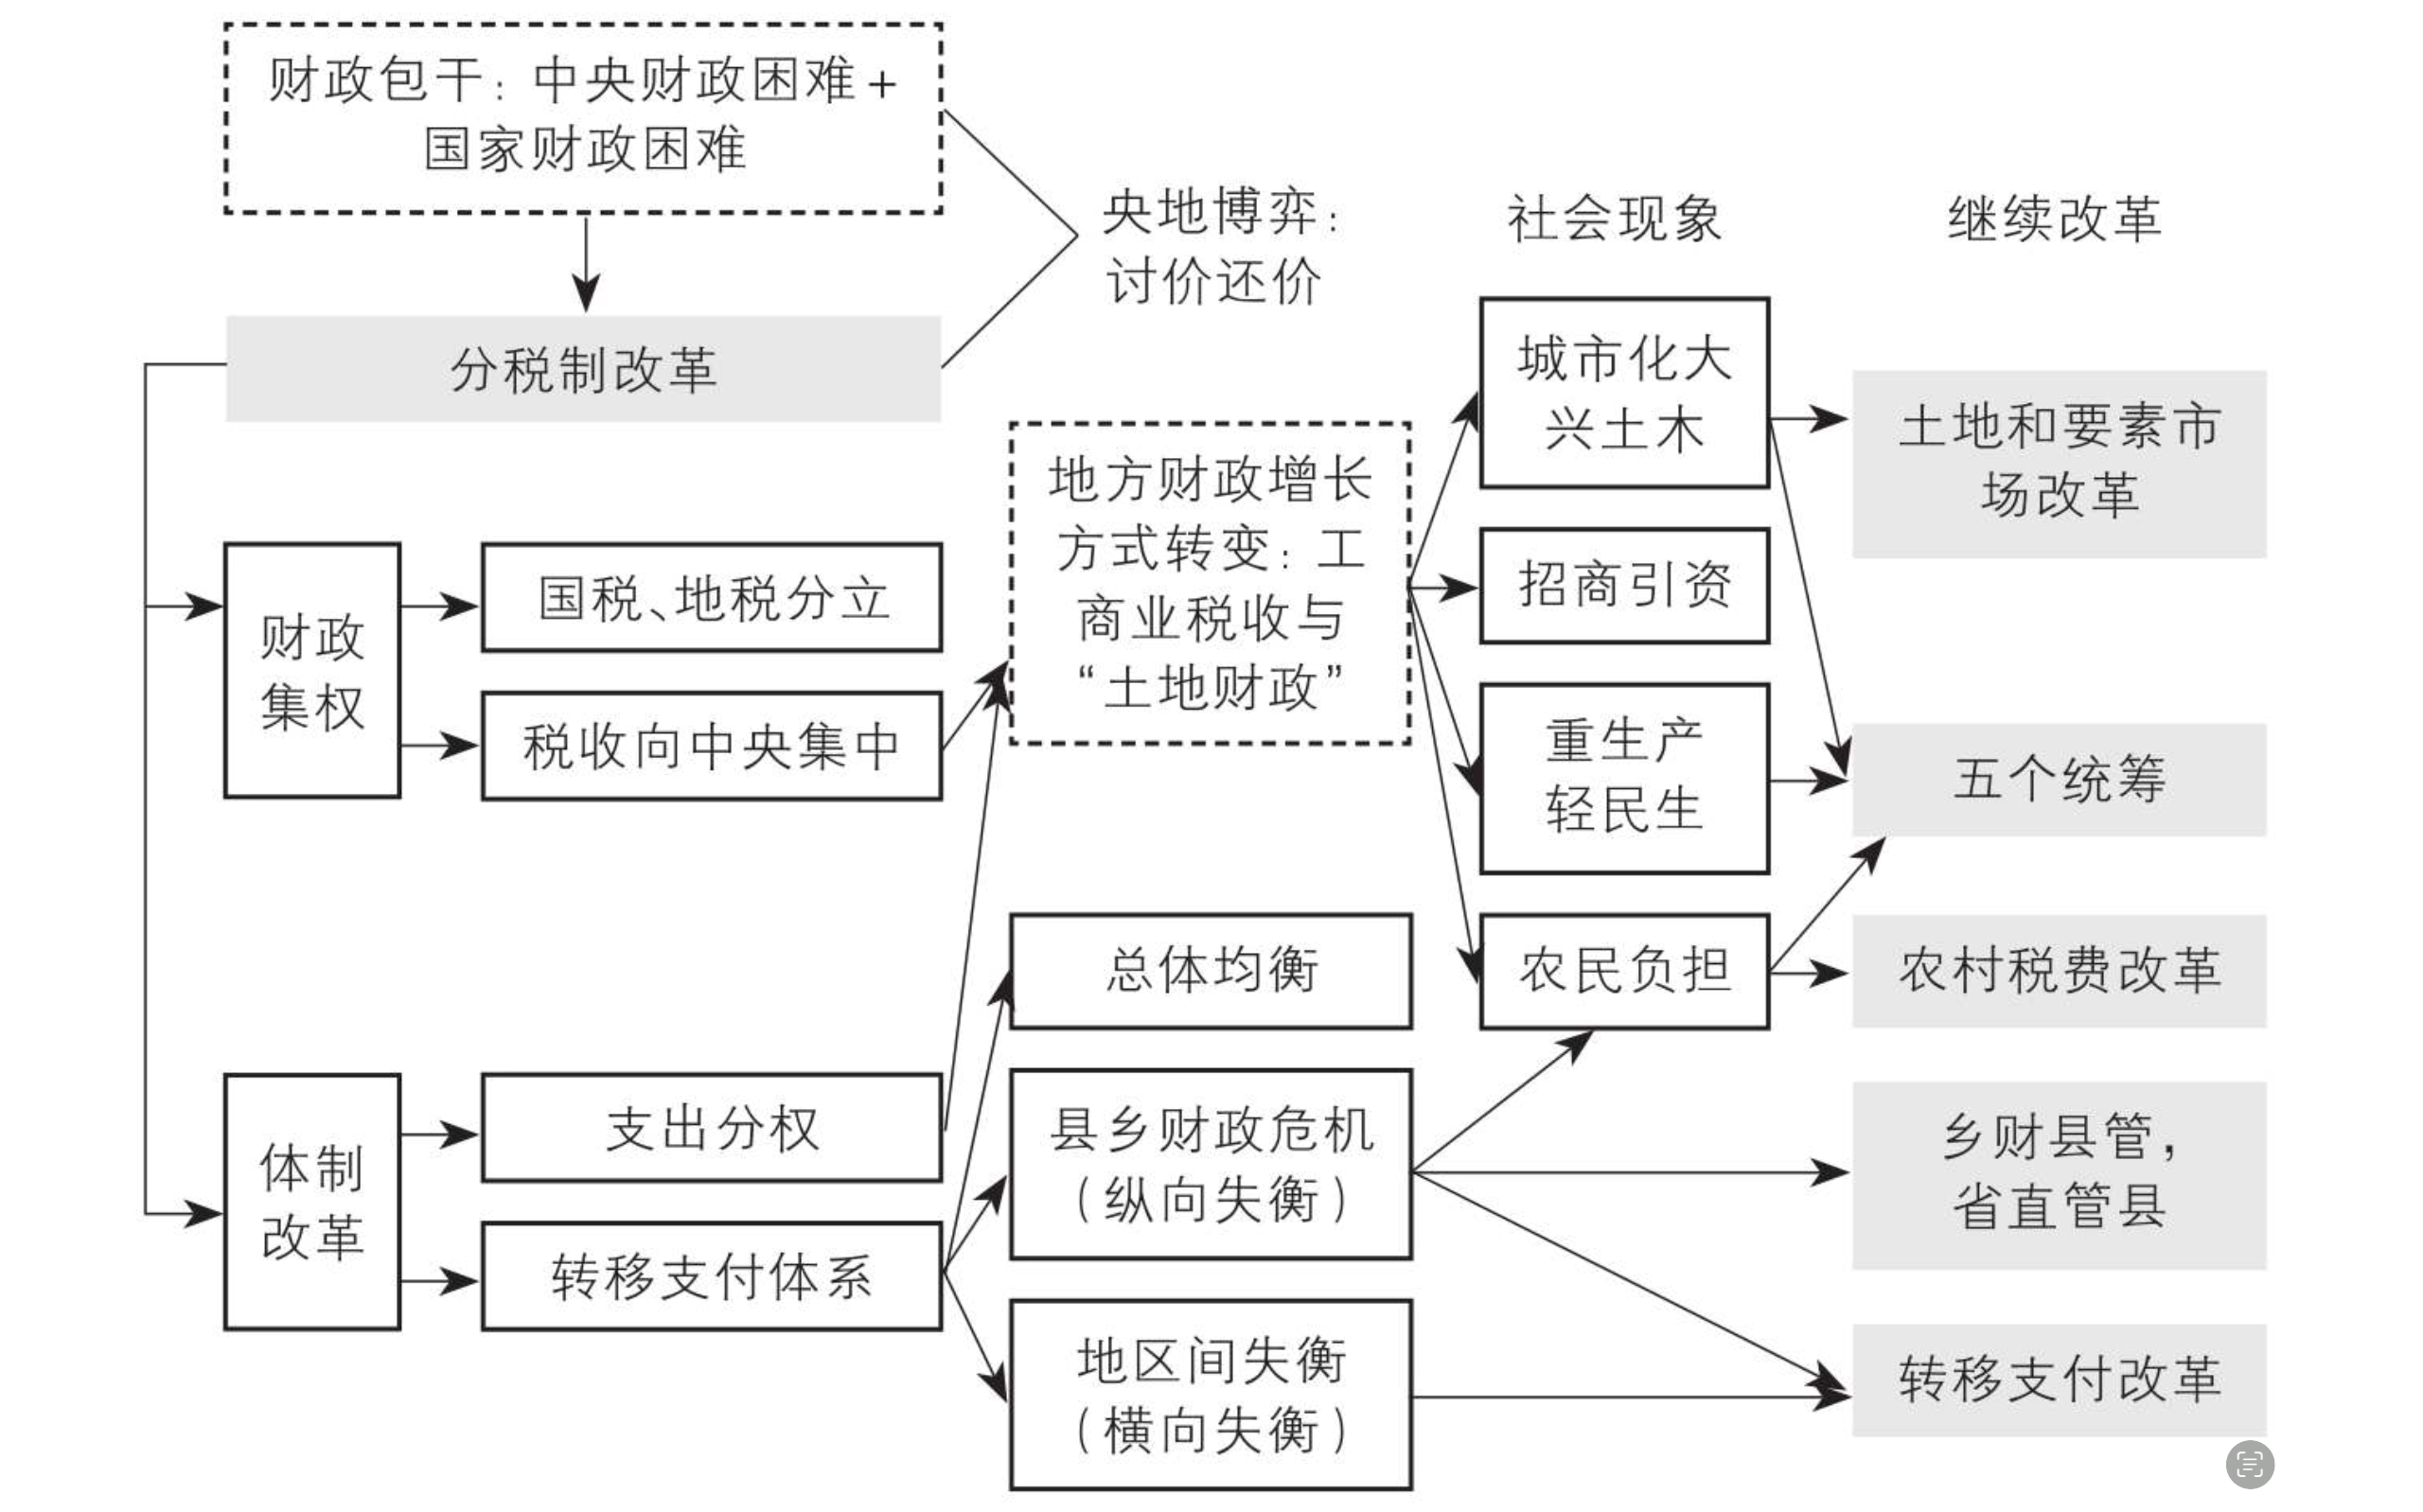 财政包干：中央财政困难+
国家财政困难
央地博弈：
讨价还价
社会现象
继续改革
分税制改革
城市化大
兴土木
土地和要素市
场改革
地方财政增长
方式转变：工
商业税收与
“土地财政”
财政
集权
国税、地税分立
税收向中央集中
招商引资
重生产
轻民生
五个统筹
总体均衡
农民负担
农村税费改革
体制
改革
支出分权
转移支付体系
县乡财政危机
（纵向失衡）
乡财县管，
省直管县
地区间失衡
（横向失衡）
转移支付改革